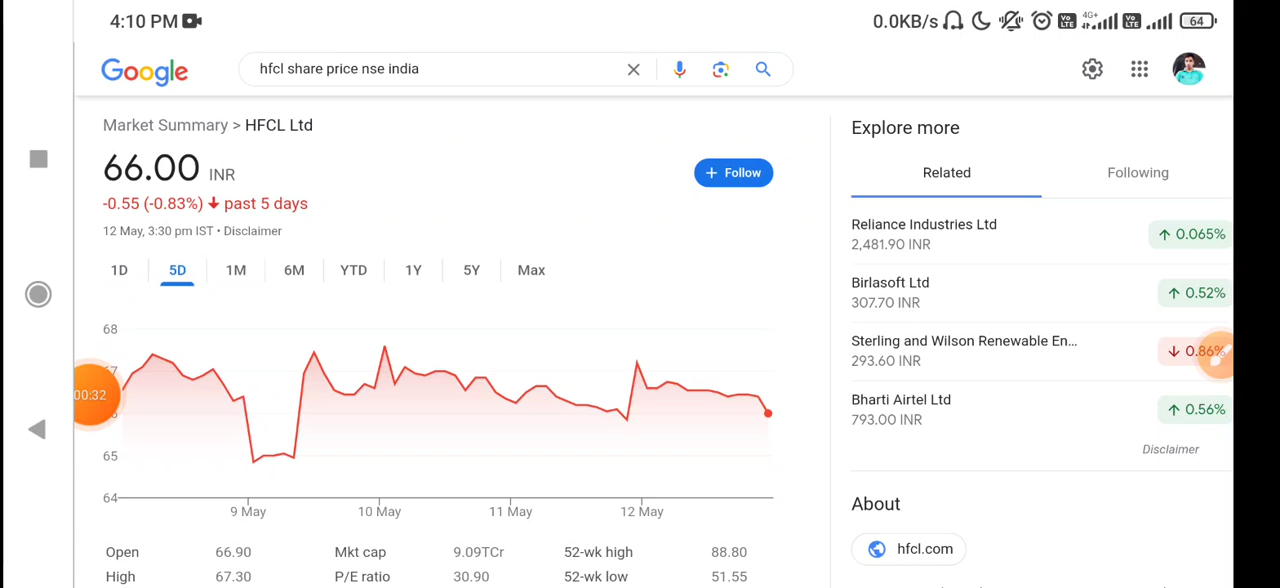 4:10 PM
0.0KB/s Vo LTE 4G+ Vo LTE 64
Google
hfcl share price nse india
Market Summary > HFCL Ltd
66.00 INR
+ Follow
-0.55 (-0.83%) ↓ past 5 days
12 May, 3:30 pm IST • Disclaimer
1D 5D 1M 6M YTD 1Y 5Y Max
68
00:32
65
64
9 May 10 May 11 May 12 May
Open 66.90 Mkt cap 9.09TCr 52-wk high 88.80
High 67.30 P/E ratio 30.90 52-wk low 51.55
Explore more
Related Following
Reliance Industries Ltd
2,481.90 INR
↑ 0.065%
Birlasoft Ltd
307.70 INR
↑ 0.52%
Sterling and Wilson Renewable En...
293.60 INR
↓ 0.86%
Bharti Airtel Ltd
793.00 INR
↑ 0.56%
Disclaimer
About
hfcl.com